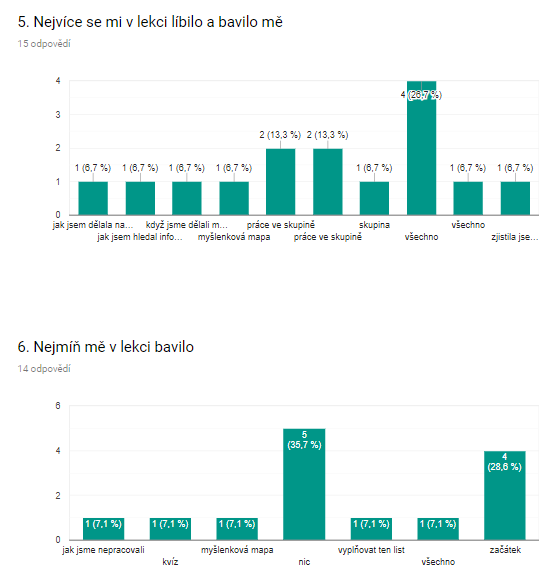 5. Nejvíce se mi v lekci líbilo a bavilo mě
15 odpovědí
4
3
2
1
0
1 (6,7 %)
1 (6,7 %)
1 (6,7 %)
1 (6,7 %)
2 (13,3 %)
2 (13,3 %)
1 (6,7 %)
4 (26,7 %)
1 (6,7 %)
1 (6,7 %)
jak jsem dělala na…
jak jsem hledal info…
když jsme dělali m…
myšlenková mapa
práce ve skupině
práce ve skupině
skupina
všechno
všechno
zjistila jse…
6. Nejmíň mě v lekci bavilo
14 odpovědí
6
4
2
0
1 (7,1 %)
1 (7,1 %)
1 (7,1 %)
5
(35,7 %)
1 (7,1 %)
1 (7,1 %)
4
(28,6 %)
jak jsme nepracovali
kvíz
myšlenková mapa
nic
vyplňovat ten list
všechno
začátek